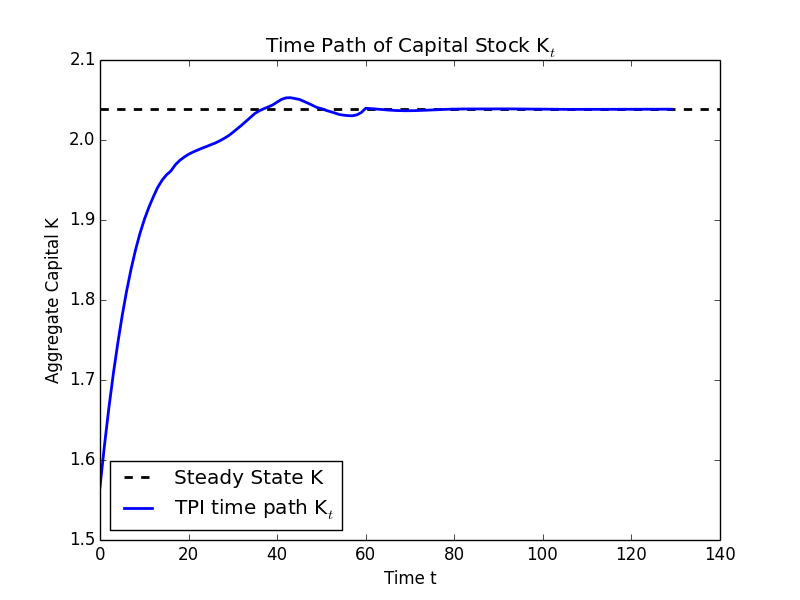 Time Path of Capital Stock K_t
2.1
2.0
1.9
1.8
1.7
1.6
1.5
Aggregate Capital K
Steady State K
TPI time path K_t
0 20 40 60 80 100 120 140
Time t